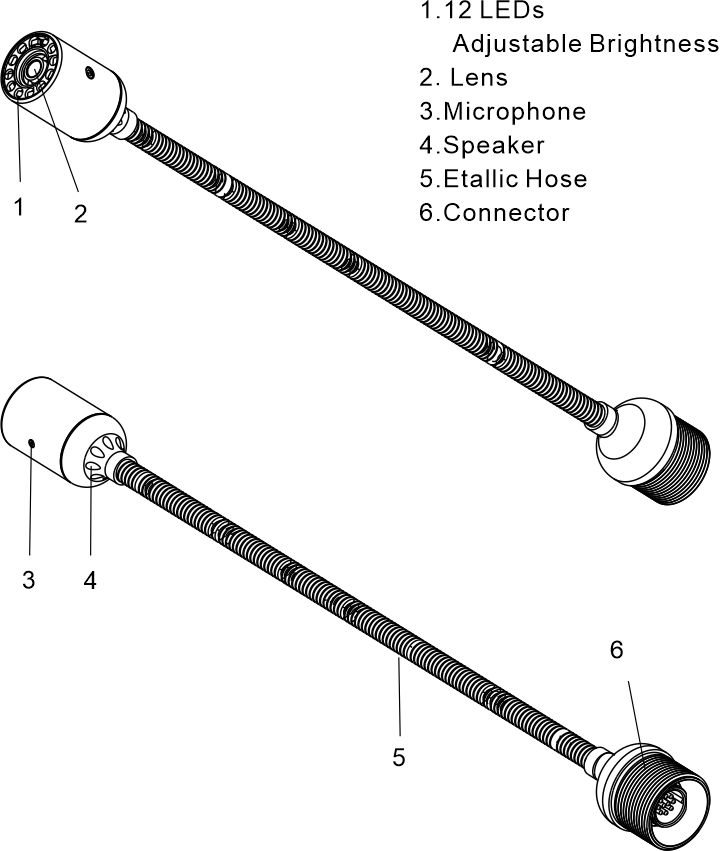 1.12 LEDs
Adjustable Brightness
2. Lens
3.Microphone
4.Speaker
5.Etallic Hose
6.Connector
1
2
3
4
5
6